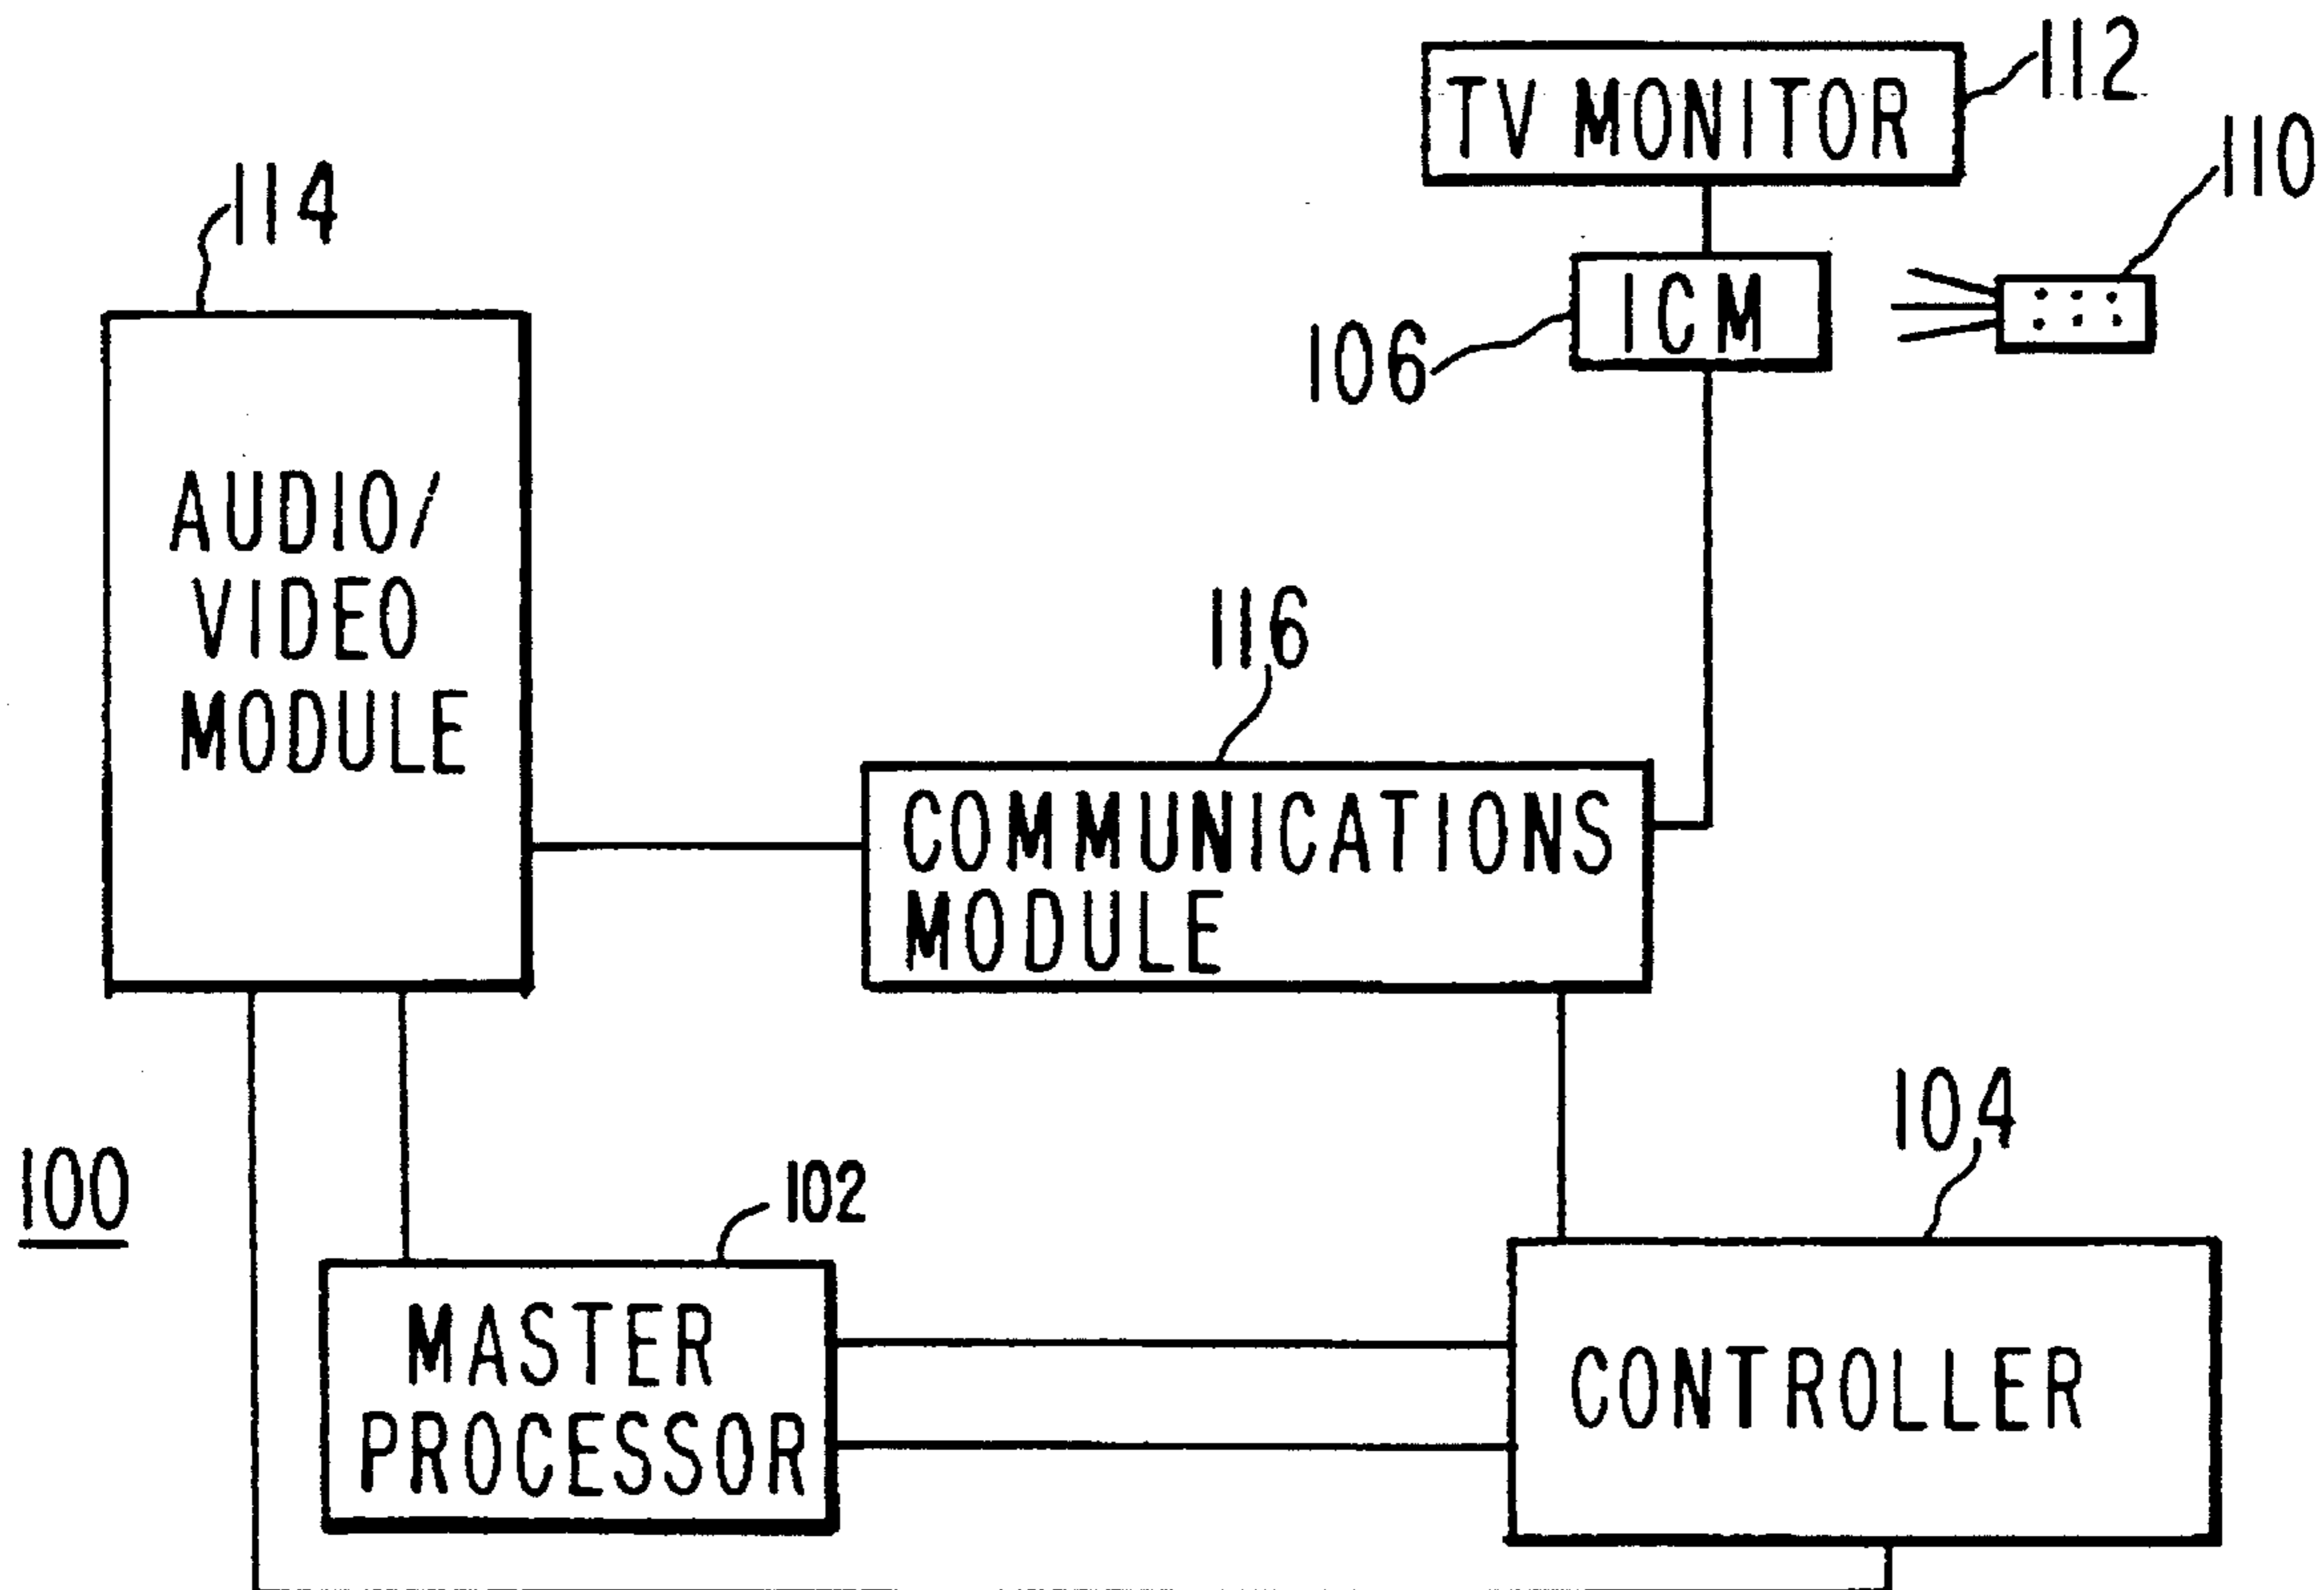 TV MONITOR
112
110
114
ICM
106
AUDIO/
VIDEO
MODULE
116
COMMUNICATIONS
MODULE
104
100
102
MASTER
PROCESSOR
CONTROLLER